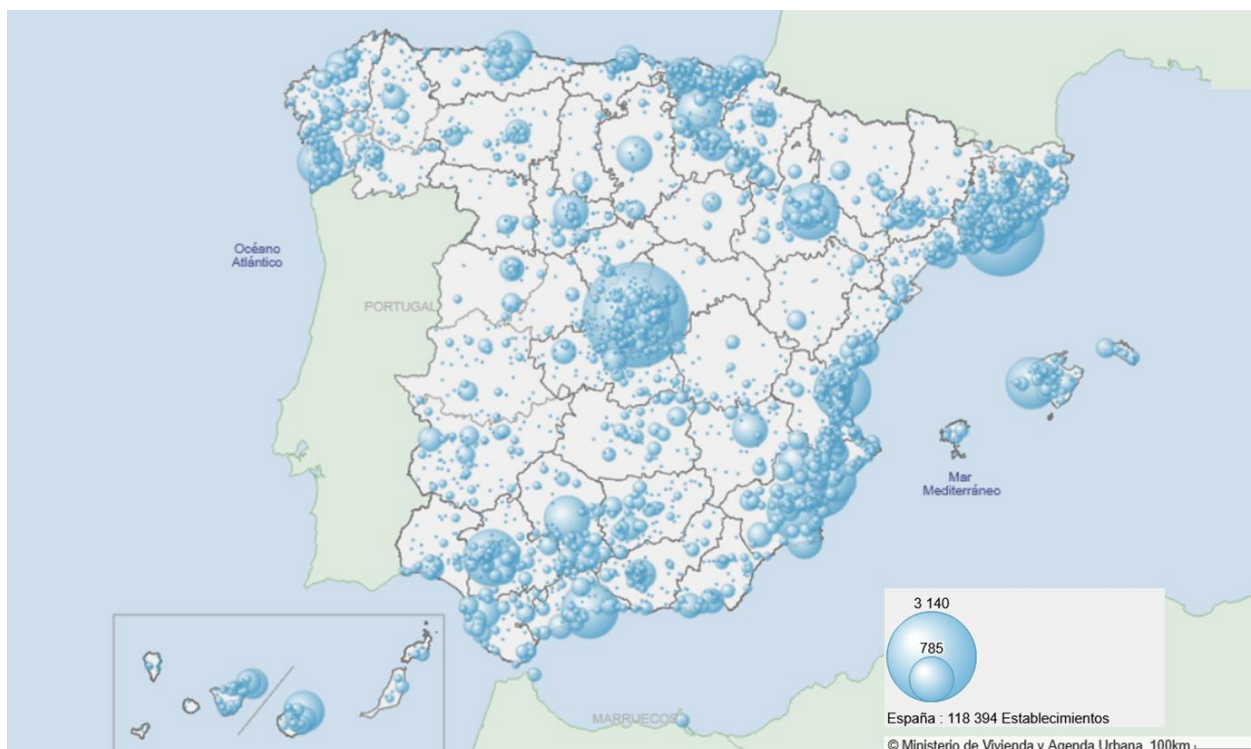 Océano
Atlántico
PORTUGAL
Mar
Mediterráneo
3 140
785
MARRUECOS
España : 118 394 Establecimientos
© Ministerio de Vivienda y Agenda Urbana 100km